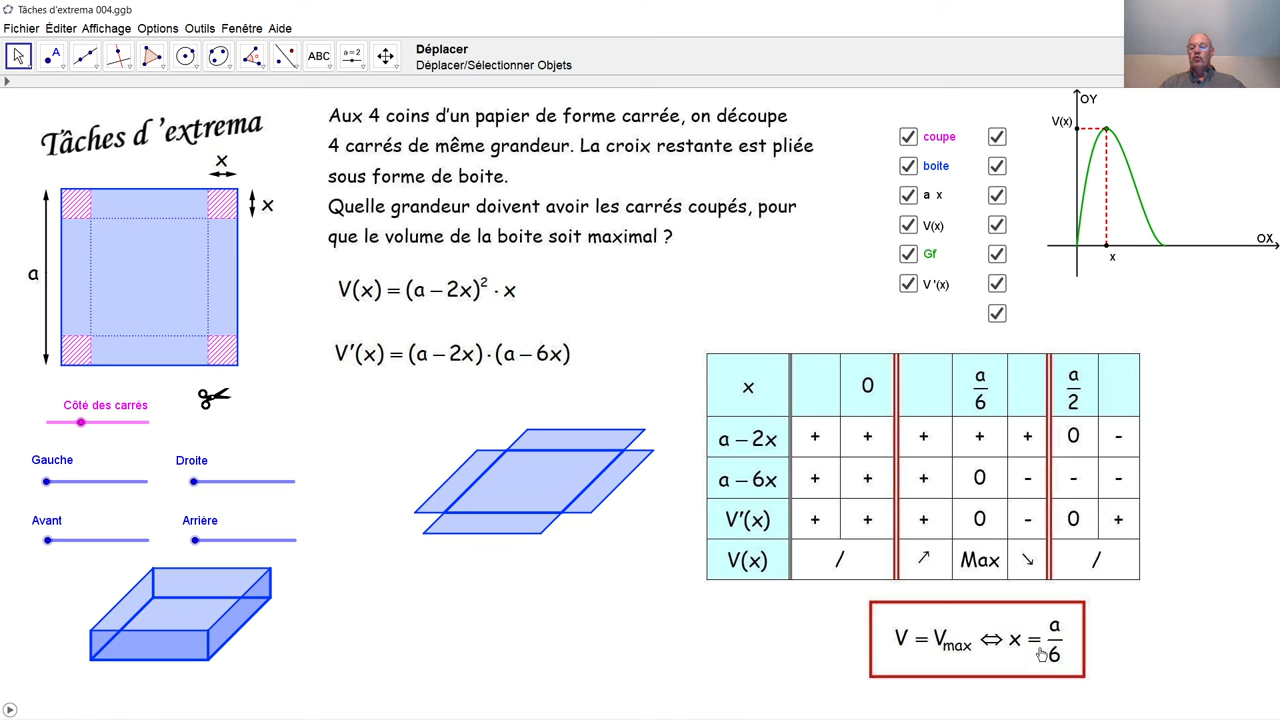 Tâches d'extrema 004.ggb
Fichier Éditer Affichage Options Outils Fenêtre Aide
A ABC a=2
Déplacer
Déplacer/Sélectionner Objets
Tâches d'extrema
x
x
a
Côté des carrés
Gauche Droite
Avant Arrière
Aux 4 coins d'un papier de forme carrée, on découpe
4 carrés de même grandeur. La croix restante est pliée
sous forme de boite.
Quelle grandeur doivent avoir les carrés coupés, pour
que le volume de la boite soit maximal ?
V(x) = (a – 2x)² · x
V'(x) = (a – 2x) · (a – 6x)
coupe
boite
a x
V(x)
Gf
V'(x)
OY
V(x)
OX
x
x 0 a/6 a/2
a – 2x + + + + + 0 -
a – 6x + + + 0 - - -
V'(x) + + + 0 - 0 +
V(x) / ↗ Max ↘ /
V = Vmax ⇔ x = a/6